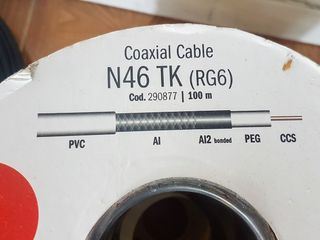 Coaxial Cable
N46 TK (RG6)
Cod. 290877 | 100 m
PVC Al Al2 bonded PEG CCS